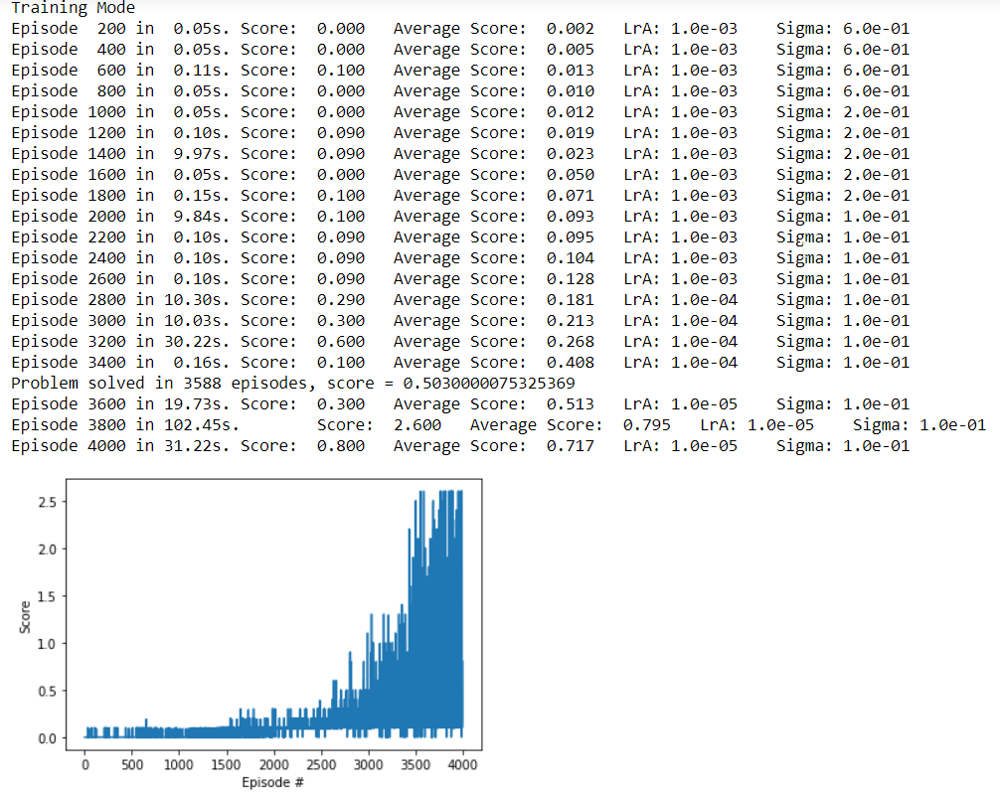 Training Mode
Episode  200 in  0.05s. Score:  0.000   Average Score:  0.002   LrA: 1.0e-03    Sigma: 6.0e-01
Episode  400 in  0.05s. Score:  0.000   Average Score:  0.005   LrA: 1.0e-03    Sigma: 6.0e-01
Episode  600 in  0.11s. Score:  0.100   Average Score:  0.013   LrA: 1.0e-03    Sigma: 6.0e-01
Episode  800 in  0.05s. Score:  0.000   Average Score:  0.010   LrA: 1.0e-03    Sigma: 6.0e-01
Episode 1000 in  0.05s. Score:  0.000   Average Score:  0.012   LrA: 1.0e-03    Sigma: 2.0e-01
Episode 1200 in  0.10s. Score:  0.090   Average Score:  0.019   LrA: 1.0e-03    Sigma: 2.0e-01
Episode 1400 in  9.97s. Score:  0.090   Average Score:  0.023   LrA: 1.0e-03    Sigma: 2.0e-01
Episode 1600 in  0.05s. Score:  0.000   Average Score:  0.050   LrA: 1.0e-03    Sigma: 2.0e-01
Episode 1800 in  0.15s. Score:  0.100   Average Score:  0.071   LrA: 1.0e-03    Sigma: 2.0e-01
Episode 2000 in  9.84s. Score:  0.100   Average Score:  0.093   LrA: 1.0e-03    Sigma: 1.0e-01
Episode 2200 in  0.10s. Score:  0.090   Average Score:  0.095   LrA: 1.0e-03    Sigma: 1.0e-01
Episode 2400 in  0.10s. Score:  0.090   Average Score:  0.104   LrA: 1.0e-03    Sigma: 1.0e-01
Episode 2600 in  0.10s. Score:  0.090   Average Score:  0.128   LrA: 1.0e-03    Sigma: 1.0e-01
Episode 2800 in 10.30s. Score:  0.290   Average Score:  0.181   LrA: 1.0e-04    Sigma: 1.0e-01
Episode 3000 in 10.03s. Score:  0.300   Average Score:  0.213   LrA: 1.0e-04    Sigma: 1.0e-01
Episode 3200 in 30.22s. Score:  0.600   Average Score:  0.268   LrA: 1.0e-04    Sigma: 1.0e-01
Episode 3400 in  0.16s. Score:  0.100   Average Score:  0.408   LrA: 1.0e-04    Sigma: 1.0e-01
Problem solved in 3588 episodes, score = 0.5030000075325369
Episode 3600 in 19.73s. Score:  0.300   Average Score:  0.513   LrA: 1.0e-05    Sigma: 1.0e-01
Episode 3800 in 102.45s.        Score:  2.600   Average Score:  0.795   LrA: 1.0e-05    Sigma: 1.0e-01
Episode 4000 in 31.22s. Score:  0.800   Average Score:  0.717   LrA: 1.0e-05    Sigma: 1.0e-01
2.5
2.0
1.5
1.0
0.5
0.0
Score
0 500 1000 1500 2000 2500 3000 3500 4000
Episode #